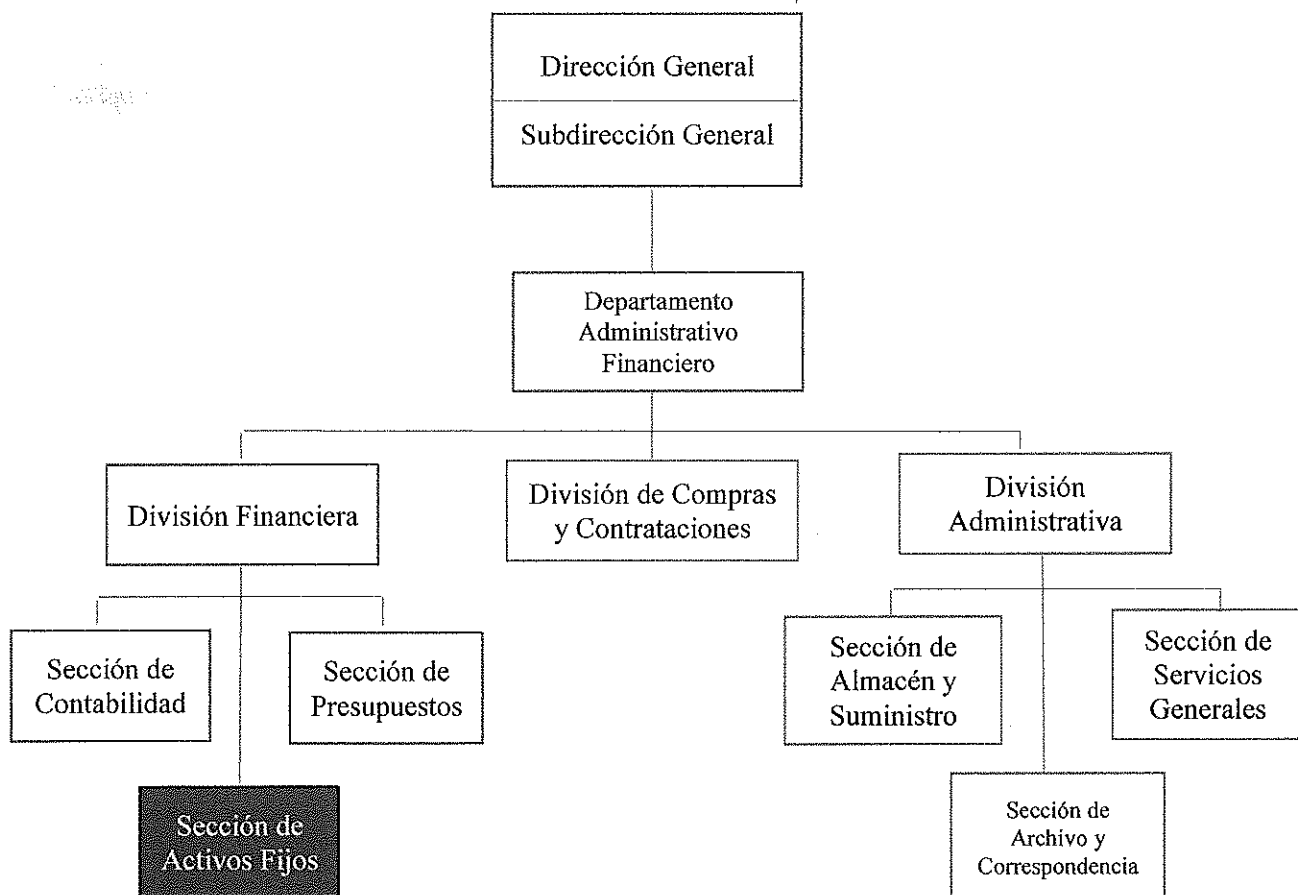 Dirección General
Subdirección General
Departamento
Administrativo
Financiero
División Financiera
División de Compras
y Contrataciones
División
Administrativa
Sección de
Contabilidad
Sección de
Presupuestos
Sección de
Almacén y
Suministro
Sección de
Servicios
Generales
Sección de
Activos Fijos
Sección de
Archivo y
Correspondencia